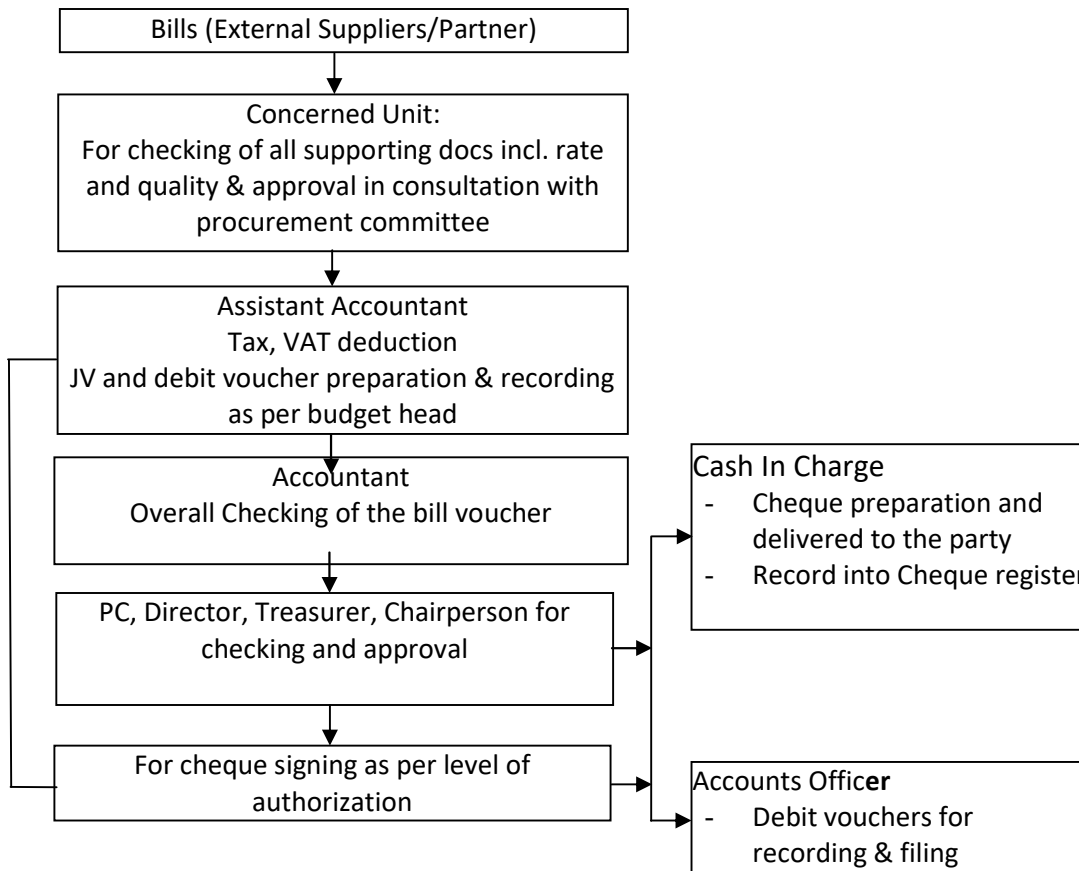 Bills (External Suppliers/Partner)
Concerned Unit:
For checking of all supporting docs incl. rate
and quality & approval in consultation with
procurement committee
Assistant Accountant
Tax, VAT deduction
JV and debit voucher preparation & recording
as per budget head
Accountant
Overall Checking of the bill voucher
PC, Director, Treasurer, Chairperson for
checking and approval
For cheque signing as per level of
authorization
Cash In Charge
- Cheque preparation and
delivered to the party
- Record into Cheque register
Accounts Officer
- Debit vouchers for
recording & filing